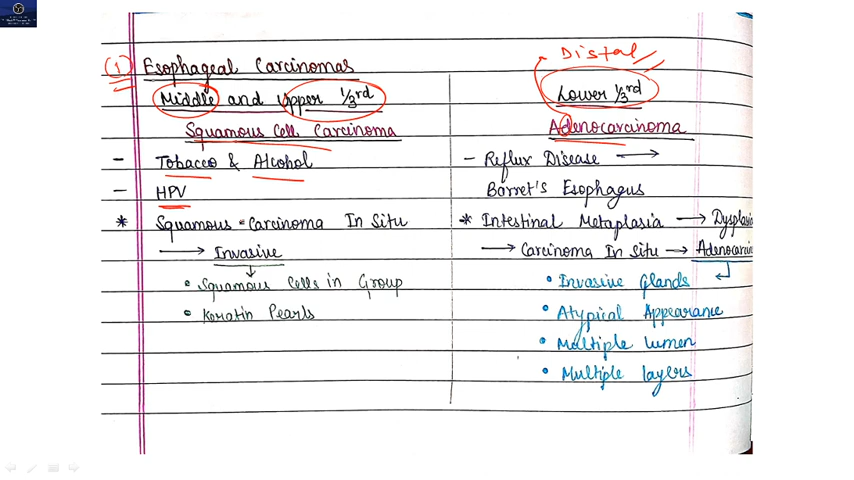 Distal
(1) Esophageal Carcinomas
Middle and Upper 1/3rd
Lower 1/3rd
Squamous Cell Carcinoma
Adenocarcinoma
- Tobacco & Alcohol
- Reflux Disease →
- HPV
Barret's Esophagus
* Squamous - Carcinoma In Situ
* Intestinal Metaplasia → Dysplasia
→ Invasive
→ Carcinoma In Situ → Adenocarcin
• Squamous Cells in Group
• Invasive Glands
• Keratin Pearls
• Atypical Appearance
• Multiple lumen
• Multiple layers